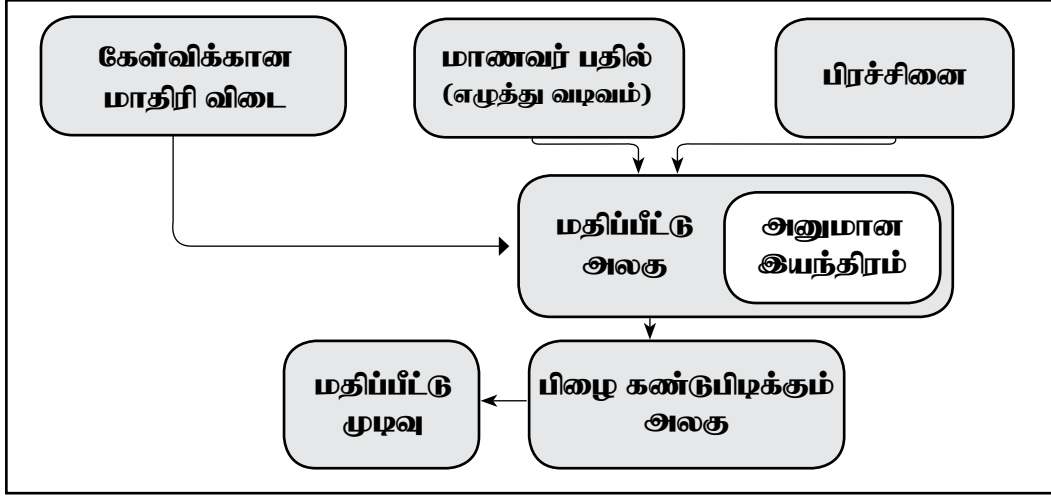 கேள்விக்கான
மாதிரி விடை
மாணவர் பதில்
(எழுத்து வடிவம்)
பிரச்சினை
மதிப்பீட்டு
அலகு
அனுமான
இயந்திரம்
மதிப்பீட்டு
முடிவு
பிழை கண்டுபிடிக்கும்
அலகு